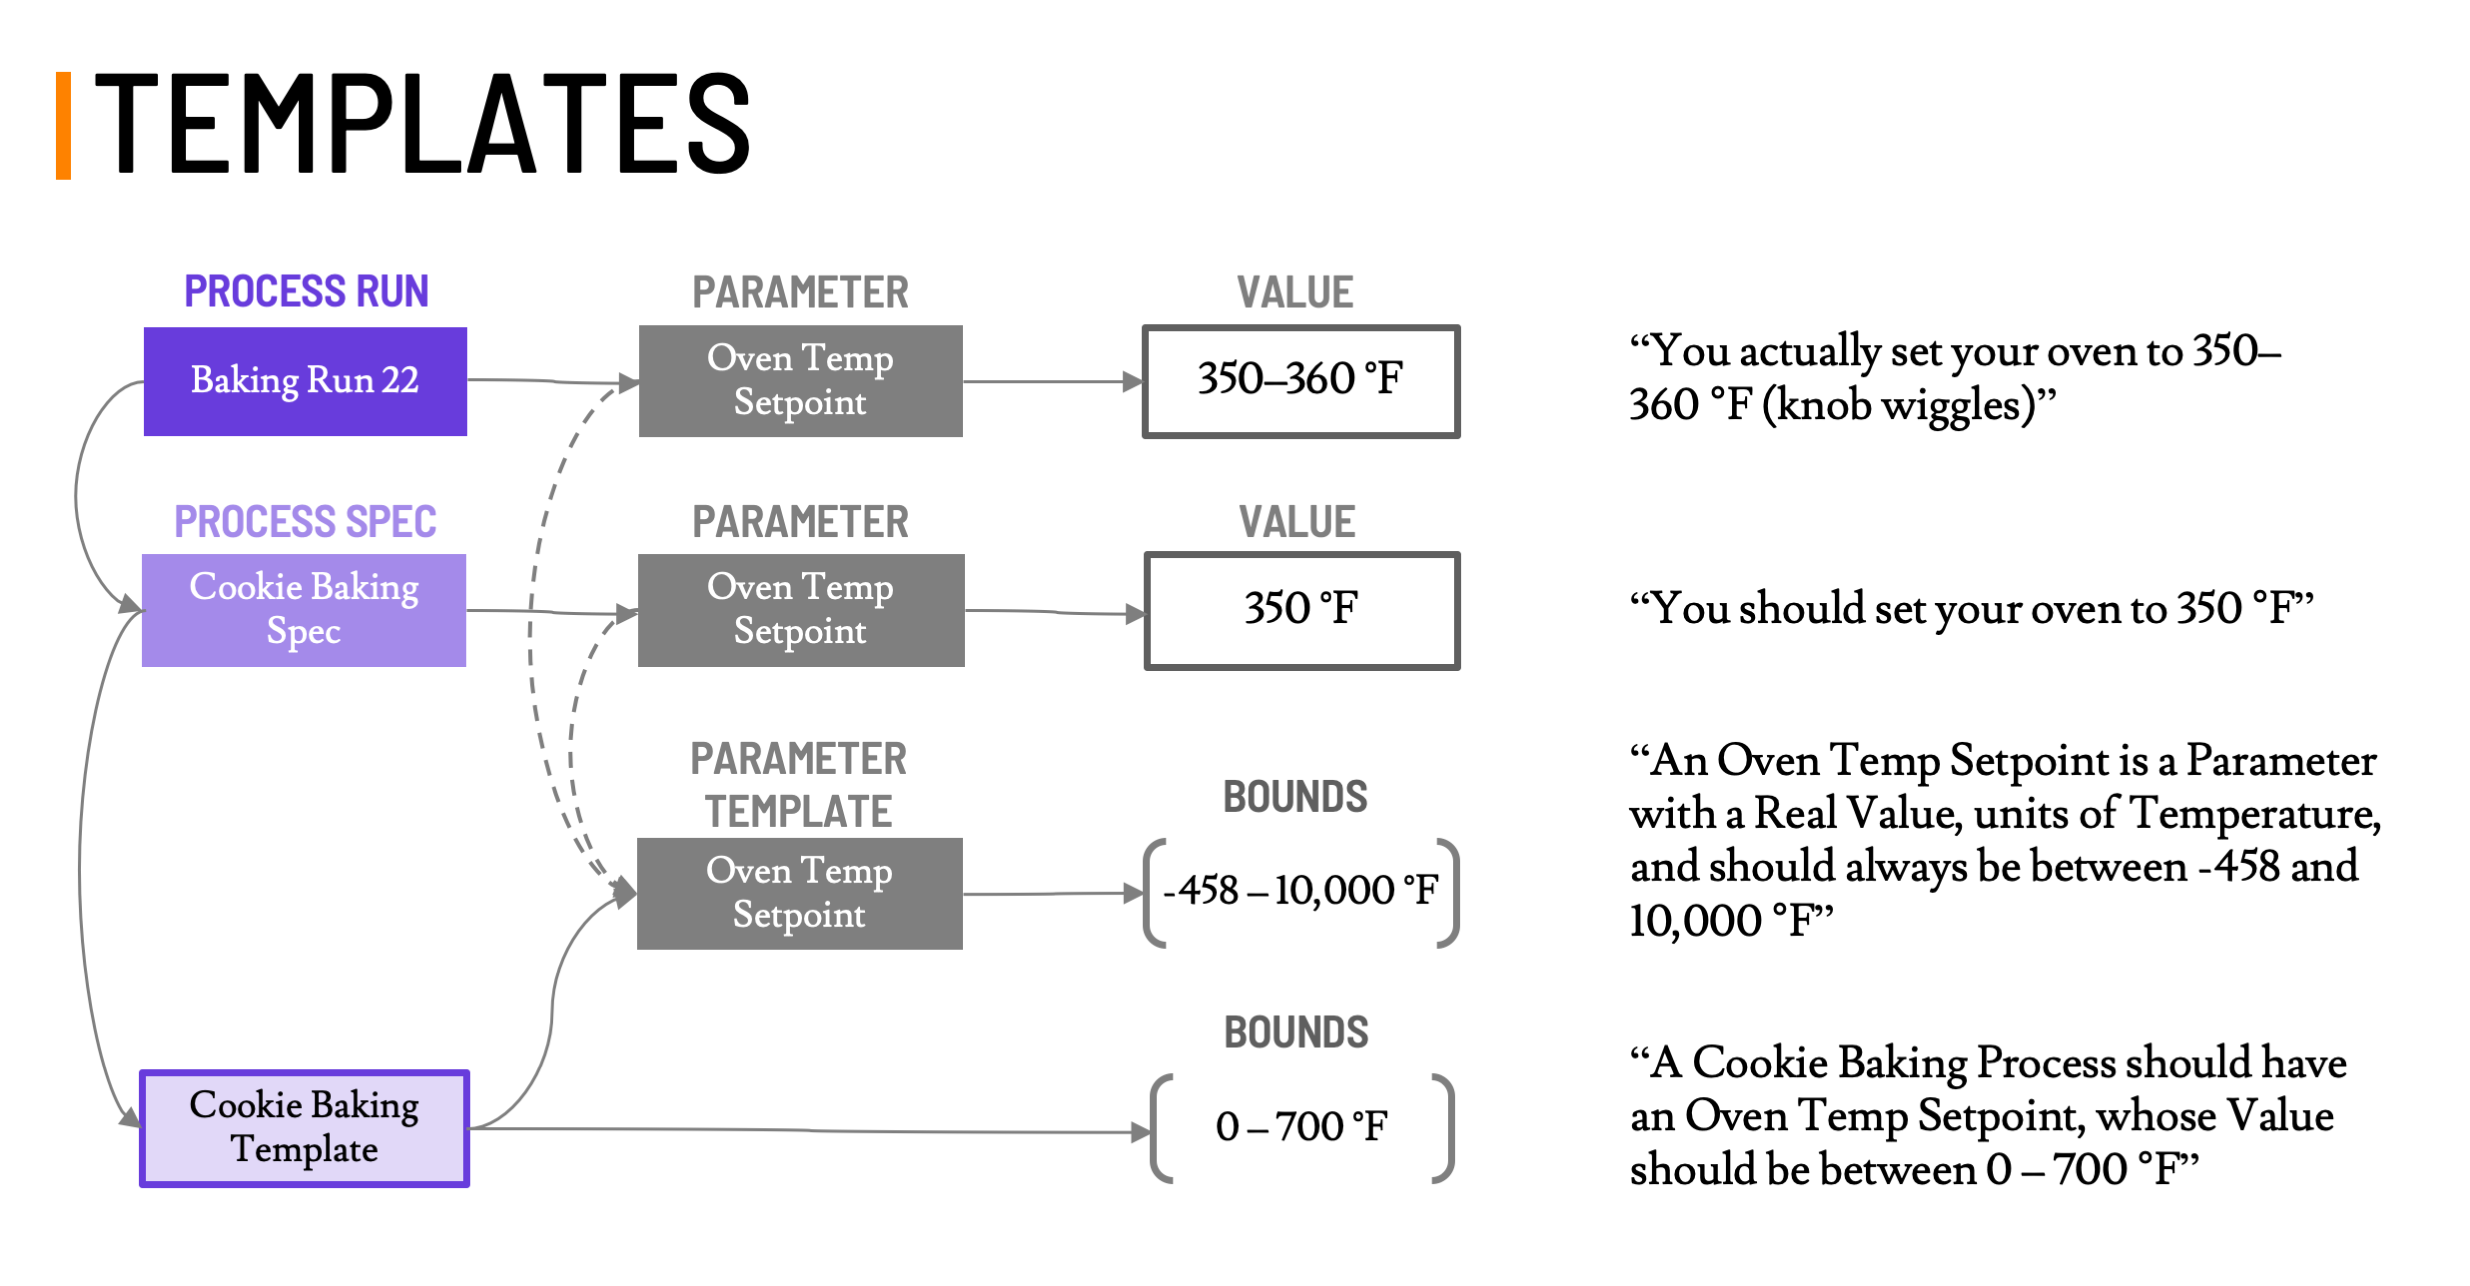 TEMPLATES
PROCESS RUN
PARAMETER
VALUE
Baking Run 22
Oven Temp
Setpoint
350–360 °F
“You actually set your oven to 350–
360 °F (knob wiggles)”
PROCESS SPEC
PARAMETER
VALUE
Cookie Baking
Spec
Oven Temp
Setpoint
350 °F
“You should set your oven to 350 °F”
PARAMETER
TEMPLATE
BOUNDS
Oven Temp
Setpoint
-458 – 10,000 °F
“An Oven Temp Setpoint is a Parameter
with a Real Value, units of Temperature,
and should always be between -458 and
10,000 °F”
BOUNDS
Cookie Baking
Template
0 – 700 °F
“A Cookie Baking Process should have
an Oven Temp Setpoint, whose Value
should be between 0 – 700 °F”